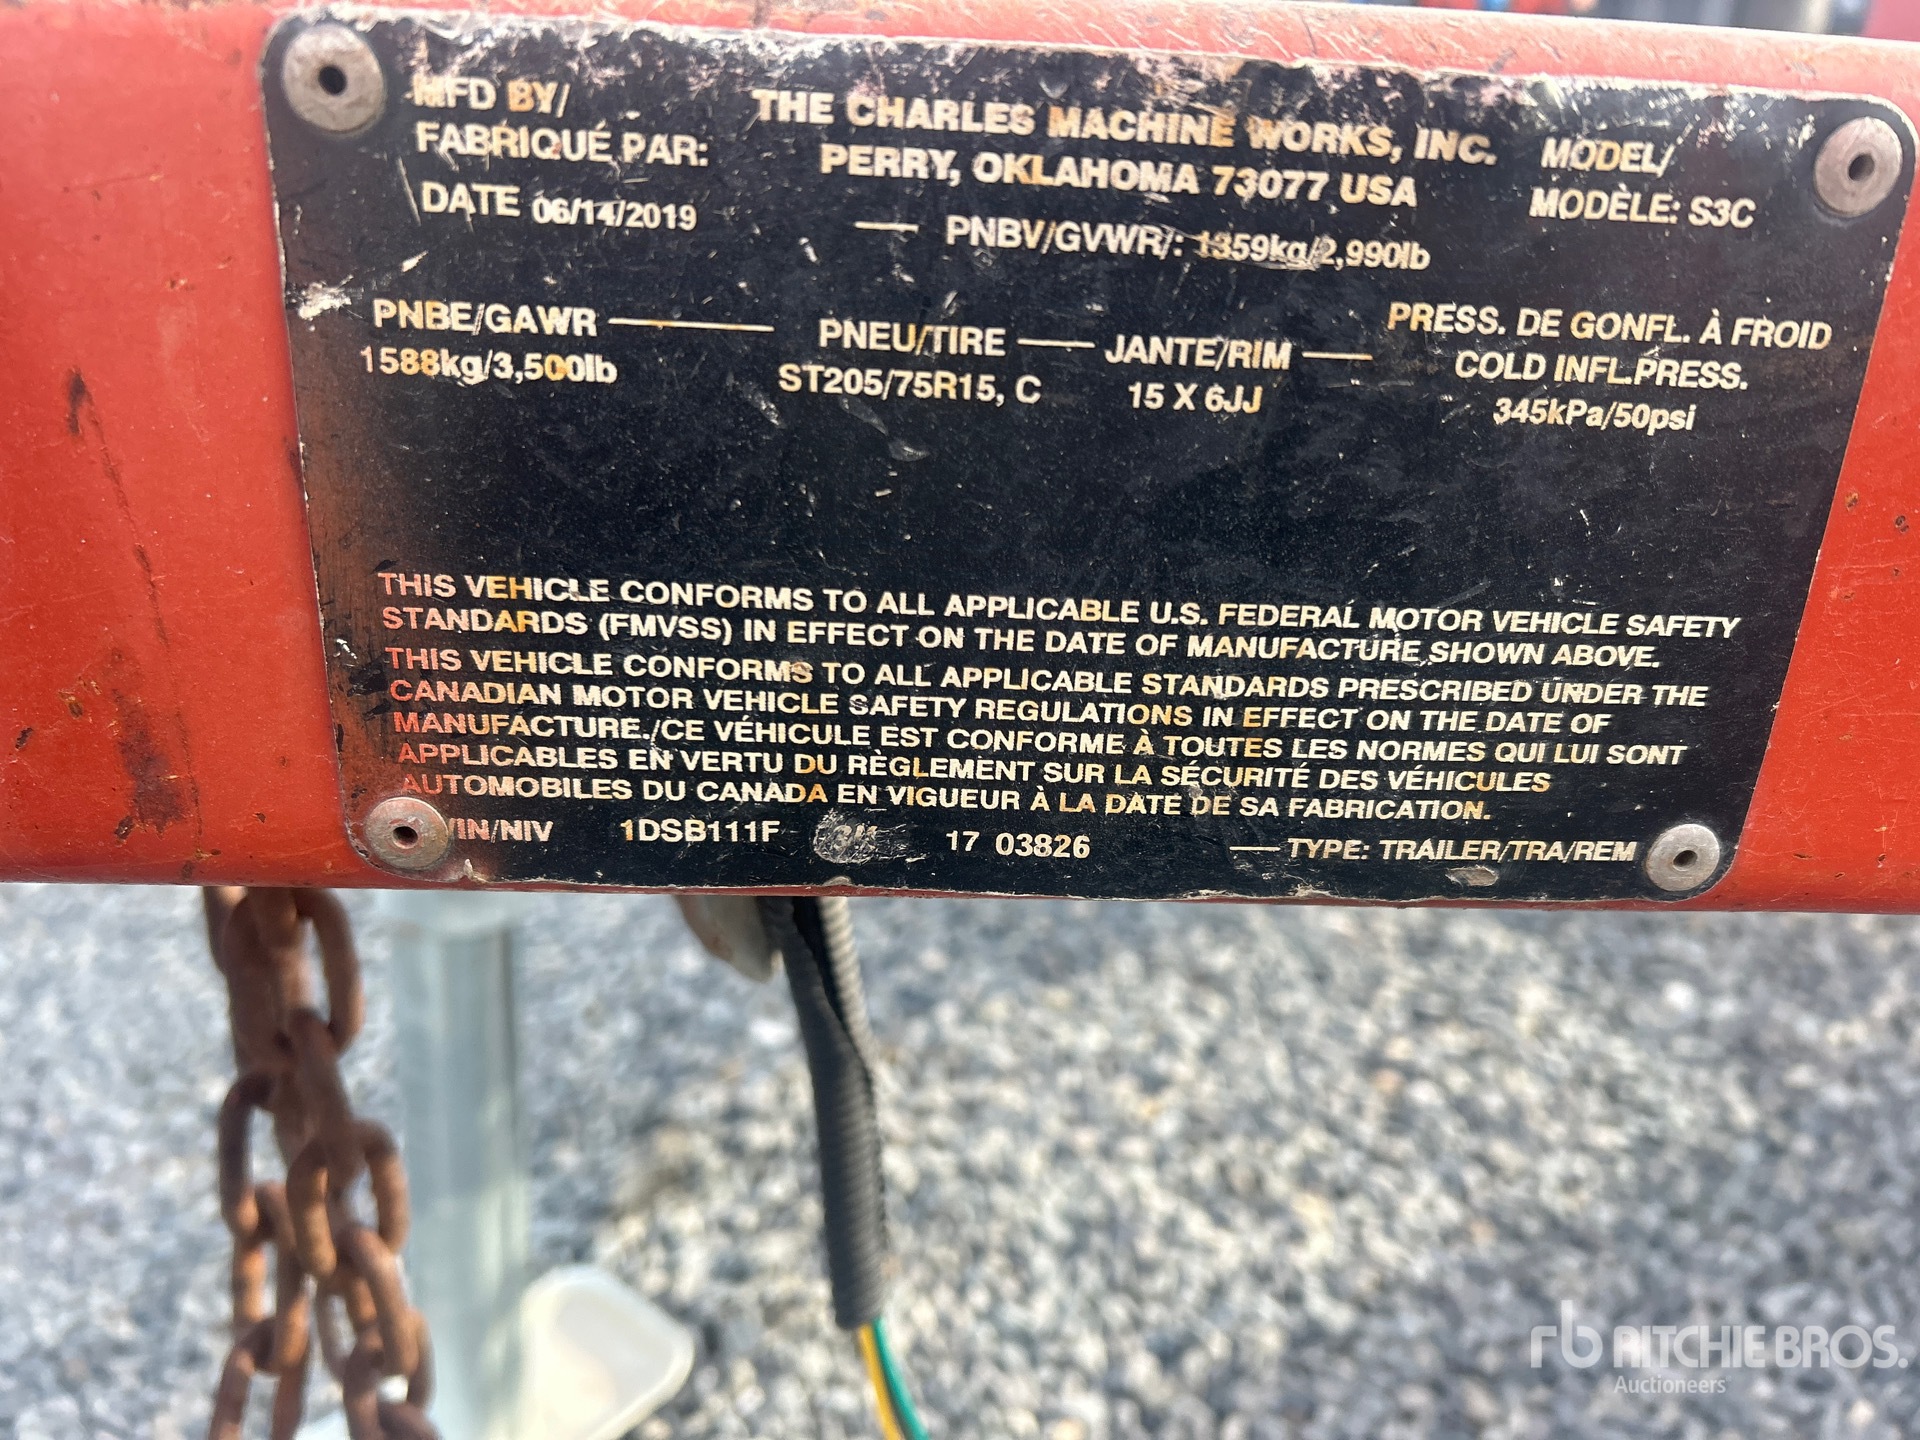 MFD BY/
FABRIQUÉ PAR:
THE CHARLES MACHINE WORKS, INC.
PERRY, OKLAHOMA 73077 USA
MODEL/
MODÈLE: S3C
DATE 06/14/2019
PNBV/GVWR/: 1359kg/2,990lb
PNBE/GAWR
1588kg/3,500lb
PNEU/TIRE
ST205/75R15, C
JANTE/RIM
15 X 6JJ
PRESS. DE GONFL. À FROID
COLD INFL.PRESS.
345kPa/50psi
THIS VEHICLE CONFORMS TO ALL APPLICABLE U.S. FEDERAL MOTOR VEHICLE SAFETY
STANDARDS (FMVSS) IN EFFECT ON THE DATE OF MANUFACTURE SHOWN ABOVE.
THIS VEHICLE CONFORMS TO ALL APPLICABLE STANDARDS PRESCRIBED UNDER THE
CANADIAN MOTOR VEHICLE SAFETY REGULATIONS IN EFFECT ON THE DATE OF
MANUFACTURE./CE VÉHICULE EST CONFORME À TOUTES LES NORMES QUI LUI SONT
APPLICABLES EN VERTU DU RÈGLEMENT SUR LA SÉCURITÉ DES VÉHICULES
AUTOMOBILES DU CANADA EN VIGUEUR À LA DATE DE SA FABRICATION.
VIN/NIV 1DSB111F 17 03826 TYPE: TRAILER/TRA/REM
rb RITCHIE BROS.
Auctioneers